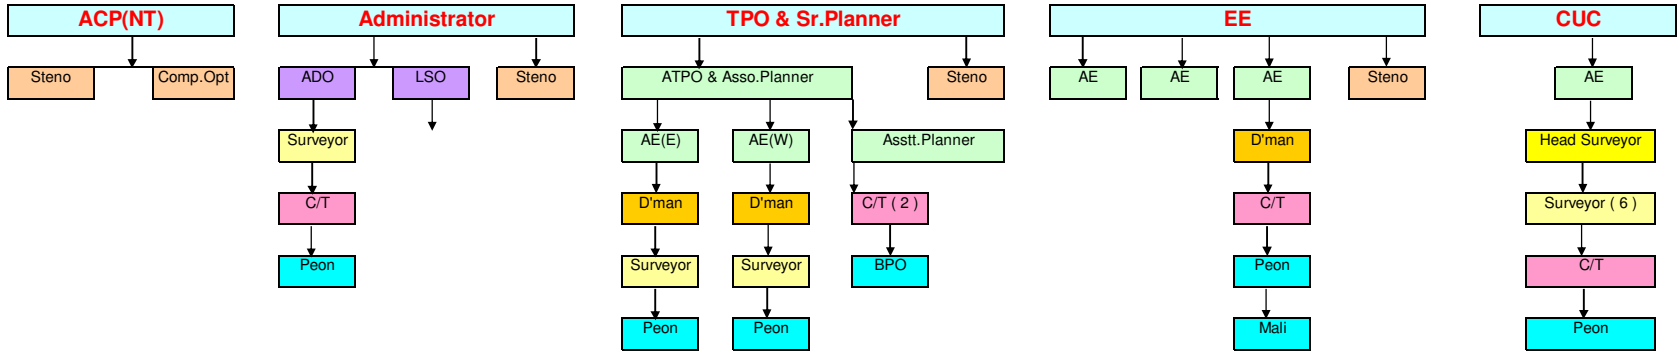 ACP(NT)
Administrator
TPO & Sr.Planner
EE
CUC
Steno
Comp.Opt
ADO
LSO
Steno
ATPO & Asso.Planner
Steno
AE
AE
AE
Steno
AE
Surveyor
AE(E)
AE(W)
Asstt.Planner
D'man
Head Surveyor
C/T
D'man
D'man
C/T ( 2 )
C/T
Surveyor ( 6 )
Peon
Surveyor
Surveyor
BPO
Peon
C/T
Peon
Peon
Mali
Peon